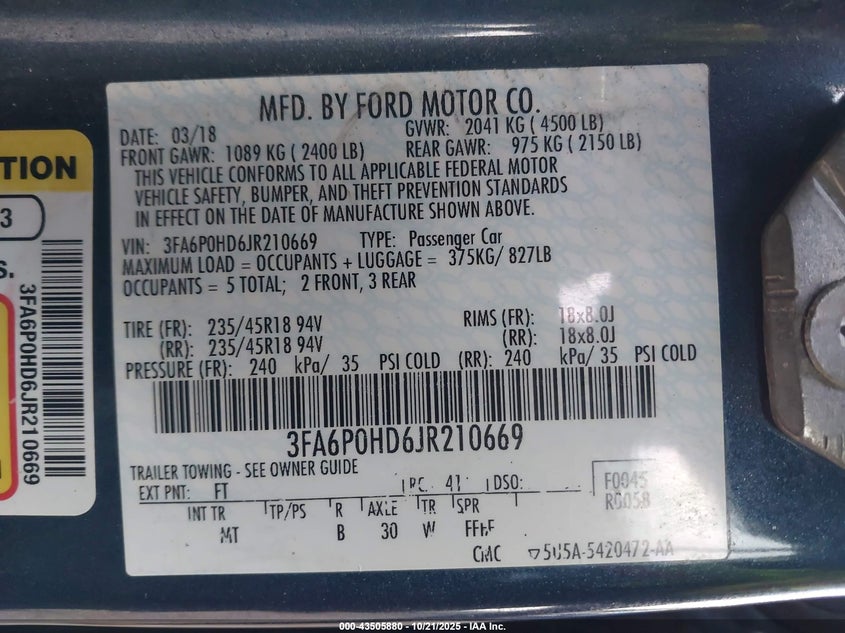 MFD. BY FORD MOTOR CO.
DATE: 03/18 GVWR: 2041 KG ( 4500 LB)
FRONT GAWR: 1089 KG ( 2400 LB) REAR GAWR: 975 KG ( 2150 LB)
THIS VEHICLE CONFORMS TO ALL APPLICABLE FEDERAL MOTOR
VEHICLE SAFETY, BUMPER, AND THEFT PREVENTION STANDARDS
IN EFFECT ON THE DATE OF MANUFACTURE SHOWN ABOVE.
VIN: 3FA6P0HD6JR210669 TYPE: Passenger Car
MAXIMUM LOAD = OCCUPANTS + LUGGAGE = 375KG/ 827LB
OCCUPANTS = 5 TOTAL; 2 FRONT, 3 REAR
TIRE (FR): 235/45R18 94V RIMS (FR): 18x8.0J
(RR): 235/45R18 94V (RR): 18x8.0J
PRESSURE (FR): 240 kPa/ 35 PSI COLD (RR): 240 kPa/ 35 PSI COLD
3FA6P0HD6JR210669
TRAILER TOWING - SEE OWNER GUIDE
EXT PNT: FT RC: 41 DSO: F0045
R0058
INT TR TP/PS R AXLE TR SPR
MT B 30 W
CMC 5U5A-5420472-AA
TION
3
S.
3FA6P0HD6JR210669
000-43505880 - 10/21/2025 - IAA Inc.